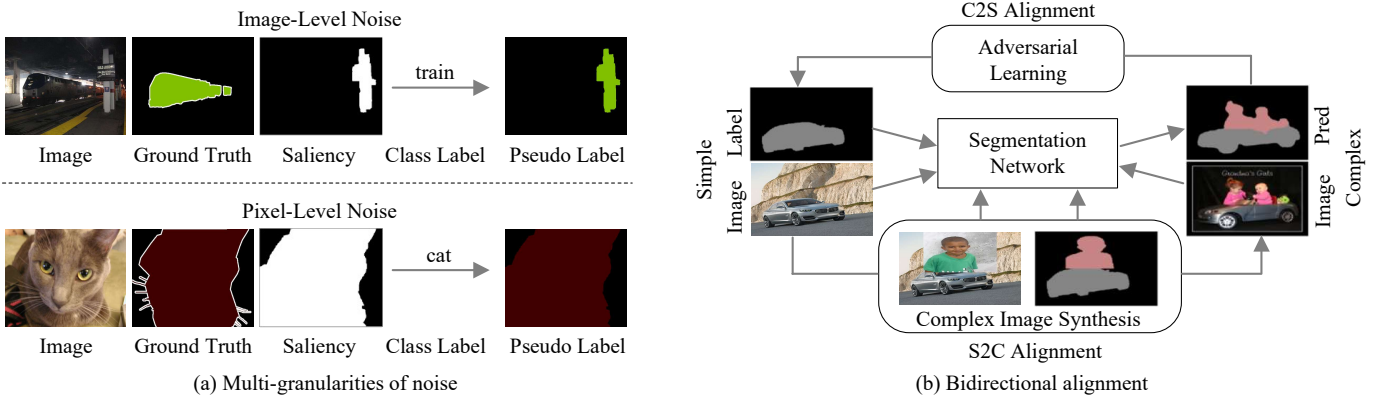 Image-Level Noise
train
Image
Ground Truth
Saliency
Class Label
Pseudo Label
Pixel-Level Noise
cat
Image
Ground Truth
Saliency
Class Label
Pseudo Label
(a) Multi-granularities of noise
C2S Alignment
Adversarial
Learning
Simple
Label
Image
Segmentation
Network
Pred
Image
Complex
Grandma's Gals
Complex Image Synthesis
S2C Alignment
(b) Bidirectional alignment